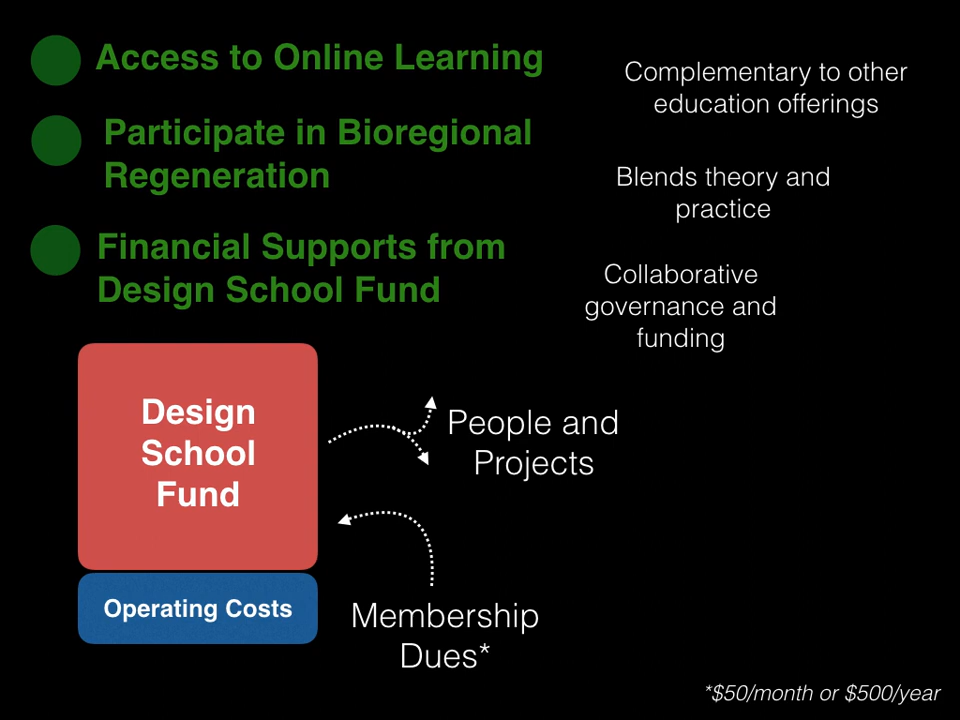 Access to Online Learning
Participate in Bioregional
Regeneration
Financial Supports from
Design School Fund
Complementary to other
education offerings
Blends theory and
practice
Collaborative
governance and
funding
Design
School
Fund
Operating Costs
People and
Projects
Membership
Dues*
*$50/month or $500/year